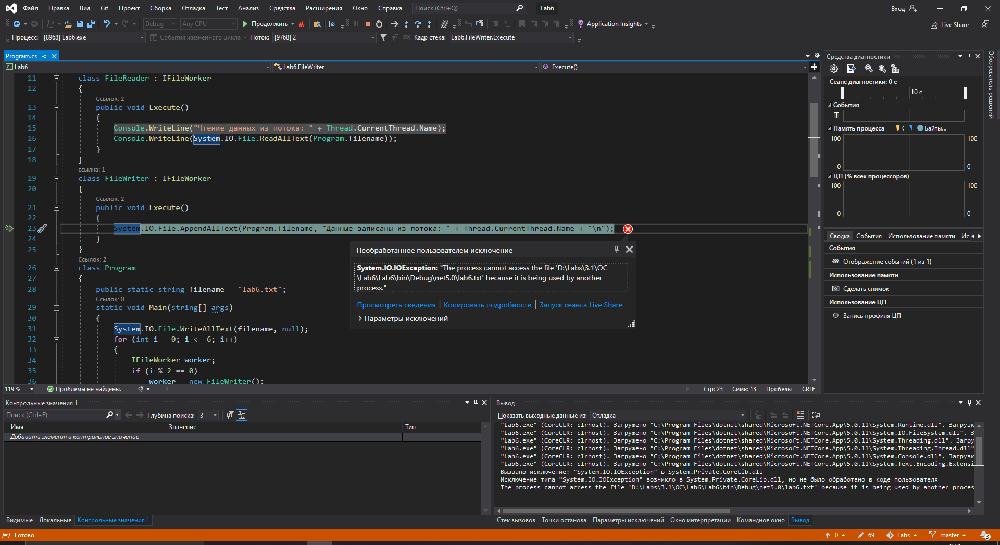 Файл Правка Вид Git Проект Сборка Отладка Тест Анализ Средства Расширения Окно Справка Поиск (Ctrl+Q) Lab6 Вход
Debug Any CPU Продолжить Application Insights Live Share
Процесс: [8968] Lab6.exe События жизненного цикла Поток: [9768] 2 Кадр стека: Lab6.FileWriter.Execute
Program.cs
Lab6 Lab6.FileWriter Execute()
11 class FileReader : IFileWorker
12 {
Ссылок: 2
13 public void Execute()
14 {
15 Console.WriteLine("Чтение данных из потока: " + Thread.CurrentThread.Name);
16 Console.WriteLine(System.IO.File.ReadAllText(Program.filename));
17 }
18 }
ссылка: 1
19 class FileWriter : IFileWorker
20 {
Ссылок: 2
21 public void Execute()
22 {
23 System.IO.File.AppendAllText(Program.filename, "Данные записаны из потока: " + Thread.CurrentThread.Name + "\n");
24 }
25 }
Ссылок: 2
26 class Program
27 {
28 public static string filename = "lab6.txt";
Ссылок: 0
29 static void Main(string[] args)
30 {
31 System.IO.File.WriteAllText(filename, null);
32 for (int i = 0; i <= 6; i++)
33 {
34 IFileWorker worker;
35 if (i % 2 == 0)
36 worker = new FileWriter();
Необработанное пользователем исключение
System.IO.IOException: "The process cannot access the file 'D:\Labs\3.1\OC
\Lab6\Lab6\bin\Debug\net5.0\lab6.txt' because it is being used by another
process."
Просмотреть сведения | Копировать подробности | Запуск сеанса Live Share
Параметры исключений
119 % Проблемы не найдены. Стр: 23 Симв: 13 Пробелы CRLF
Средства диагностики
Сеанс диагностики: 0 с
10 с
События
Память процесса Байты...
100 100
0 0
ЦП (% всех процессоров)
100 100
0 0
Сводка События Использование памяти Ис
События
Отображение событий (1 из 1)
Использование памяти
Сделать снимок
Использование ЦП
Запись профиля ЦП
Обозреватель решений
Контрольные значения 1
Поиск (Ctrl+E) Глубина поиска: 3
Имя Значение Тип
Добавить элемент в контрольное значение
Видимые Локальные Контрольные значения 1
Вывод
Показать выходные данные из: Отладка
"Lab6.exe" (CoreCLR: clrhost). Загружено "C:\Program Files\dotnet\shared\Microsoft.NETCore.App\5.0.11\System.Runtime.dll". Загрузк
"Lab6.exe" (CoreCLR: clrhost). Загружено "C:\Program Files\dotnet\shared\Microsoft.NETCore.App\5.0.11\System.IO.FileSystem.dll". З
"Lab6.exe" (CoreCLR: clrhost). Загружено "C:\Program Files\dotnet\shared\Microsoft.NETCore.App\5.0.11\System.Threading.dll". Загру
"Lab6.exe" (CoreCLR: clrhost). Загружено "C:\Program Files\dotnet\shared\Microsoft.NETCore.App\5.0.11\System.Threading.Thread.dll"
"Lab6.exe" (CoreCLR: clrhost). Загружено "C:\Program Files\dotnet\shared\Microsoft.NETCore.App\5.0.11\System.Console.dll". Загрузк
"Lab6.exe" (CoreCLR: clrhost). Загружено "C:\Program Files\dotnet\shared\Microsoft.NETCore.App\5.0.11\System.Text.Encoding.Extensi
Вызвано исключение: "System.IO.IOException" в System.Private.CoreLib.dll
Исключение типа "System.IO.IOException" возникло в System.Private.CoreLib.dll, но не было обработано в коде пользователя
The process cannot access the file 'D:\Labs\3.1\OC\Lab6\Lab6\bin\Debug\net5.0\lab6.txt' because it is being used by another proces
Стек вызовов Точки останова Параметры исключений Окно интерпретации Командное окно Вывод
Готово 0 69 Labs master 3